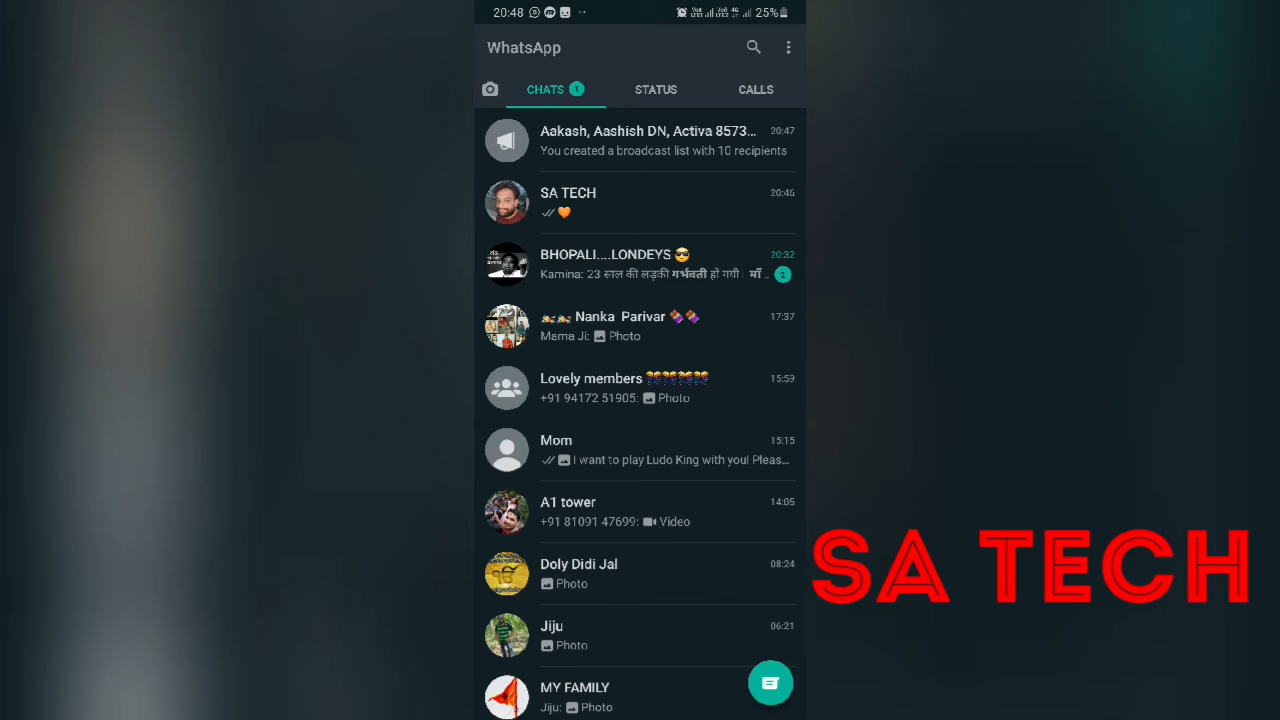 20:48
25%
WhatsApp
CHATS 1
STATUS
CALLS
Aakash, Aashish DN, Activa 8573... 20:47
You created a broadcast list with 10 recipients
SA TECH 20:46
🧡
BHOPALI....LONDEYS 😎 20:32
Kamina: 23 साल की लड़की गर्भवती हो गयी। माँ .. 2
Nanka Parivar 🍫🍫 17:37
Mama Ji: Photo
Lovely members 15:59
+91 94172 51905: Photo
Mom 15:15
I want to play Ludo King with you! Pleas...
A1 tower 14:05
+91 81091 47699: Video
Doly Didi Jal 08:24
Photo
Jiju 06:21
Photo
MY FAMILY
Jiju: Photo
SA TECH